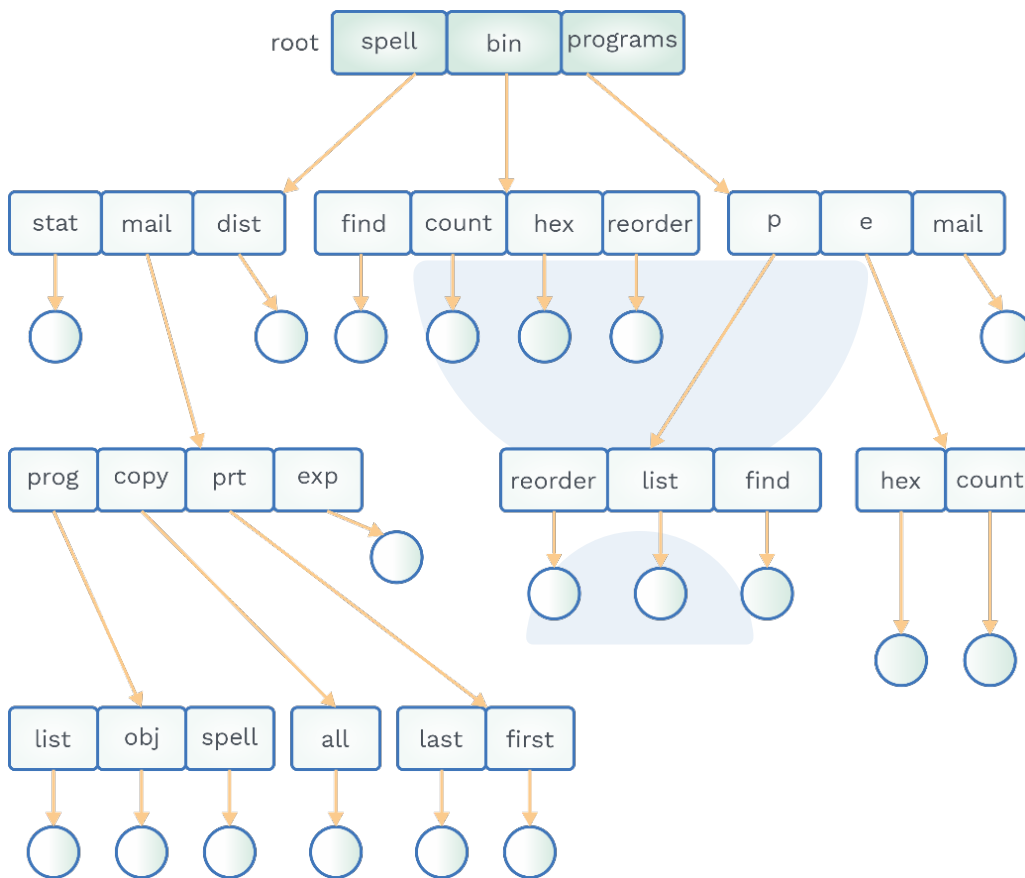 root spell bin programs
stat mail dist find count hex reorder p e mail
prog copy prt exp reorder list find hex count
list obj spell all last first